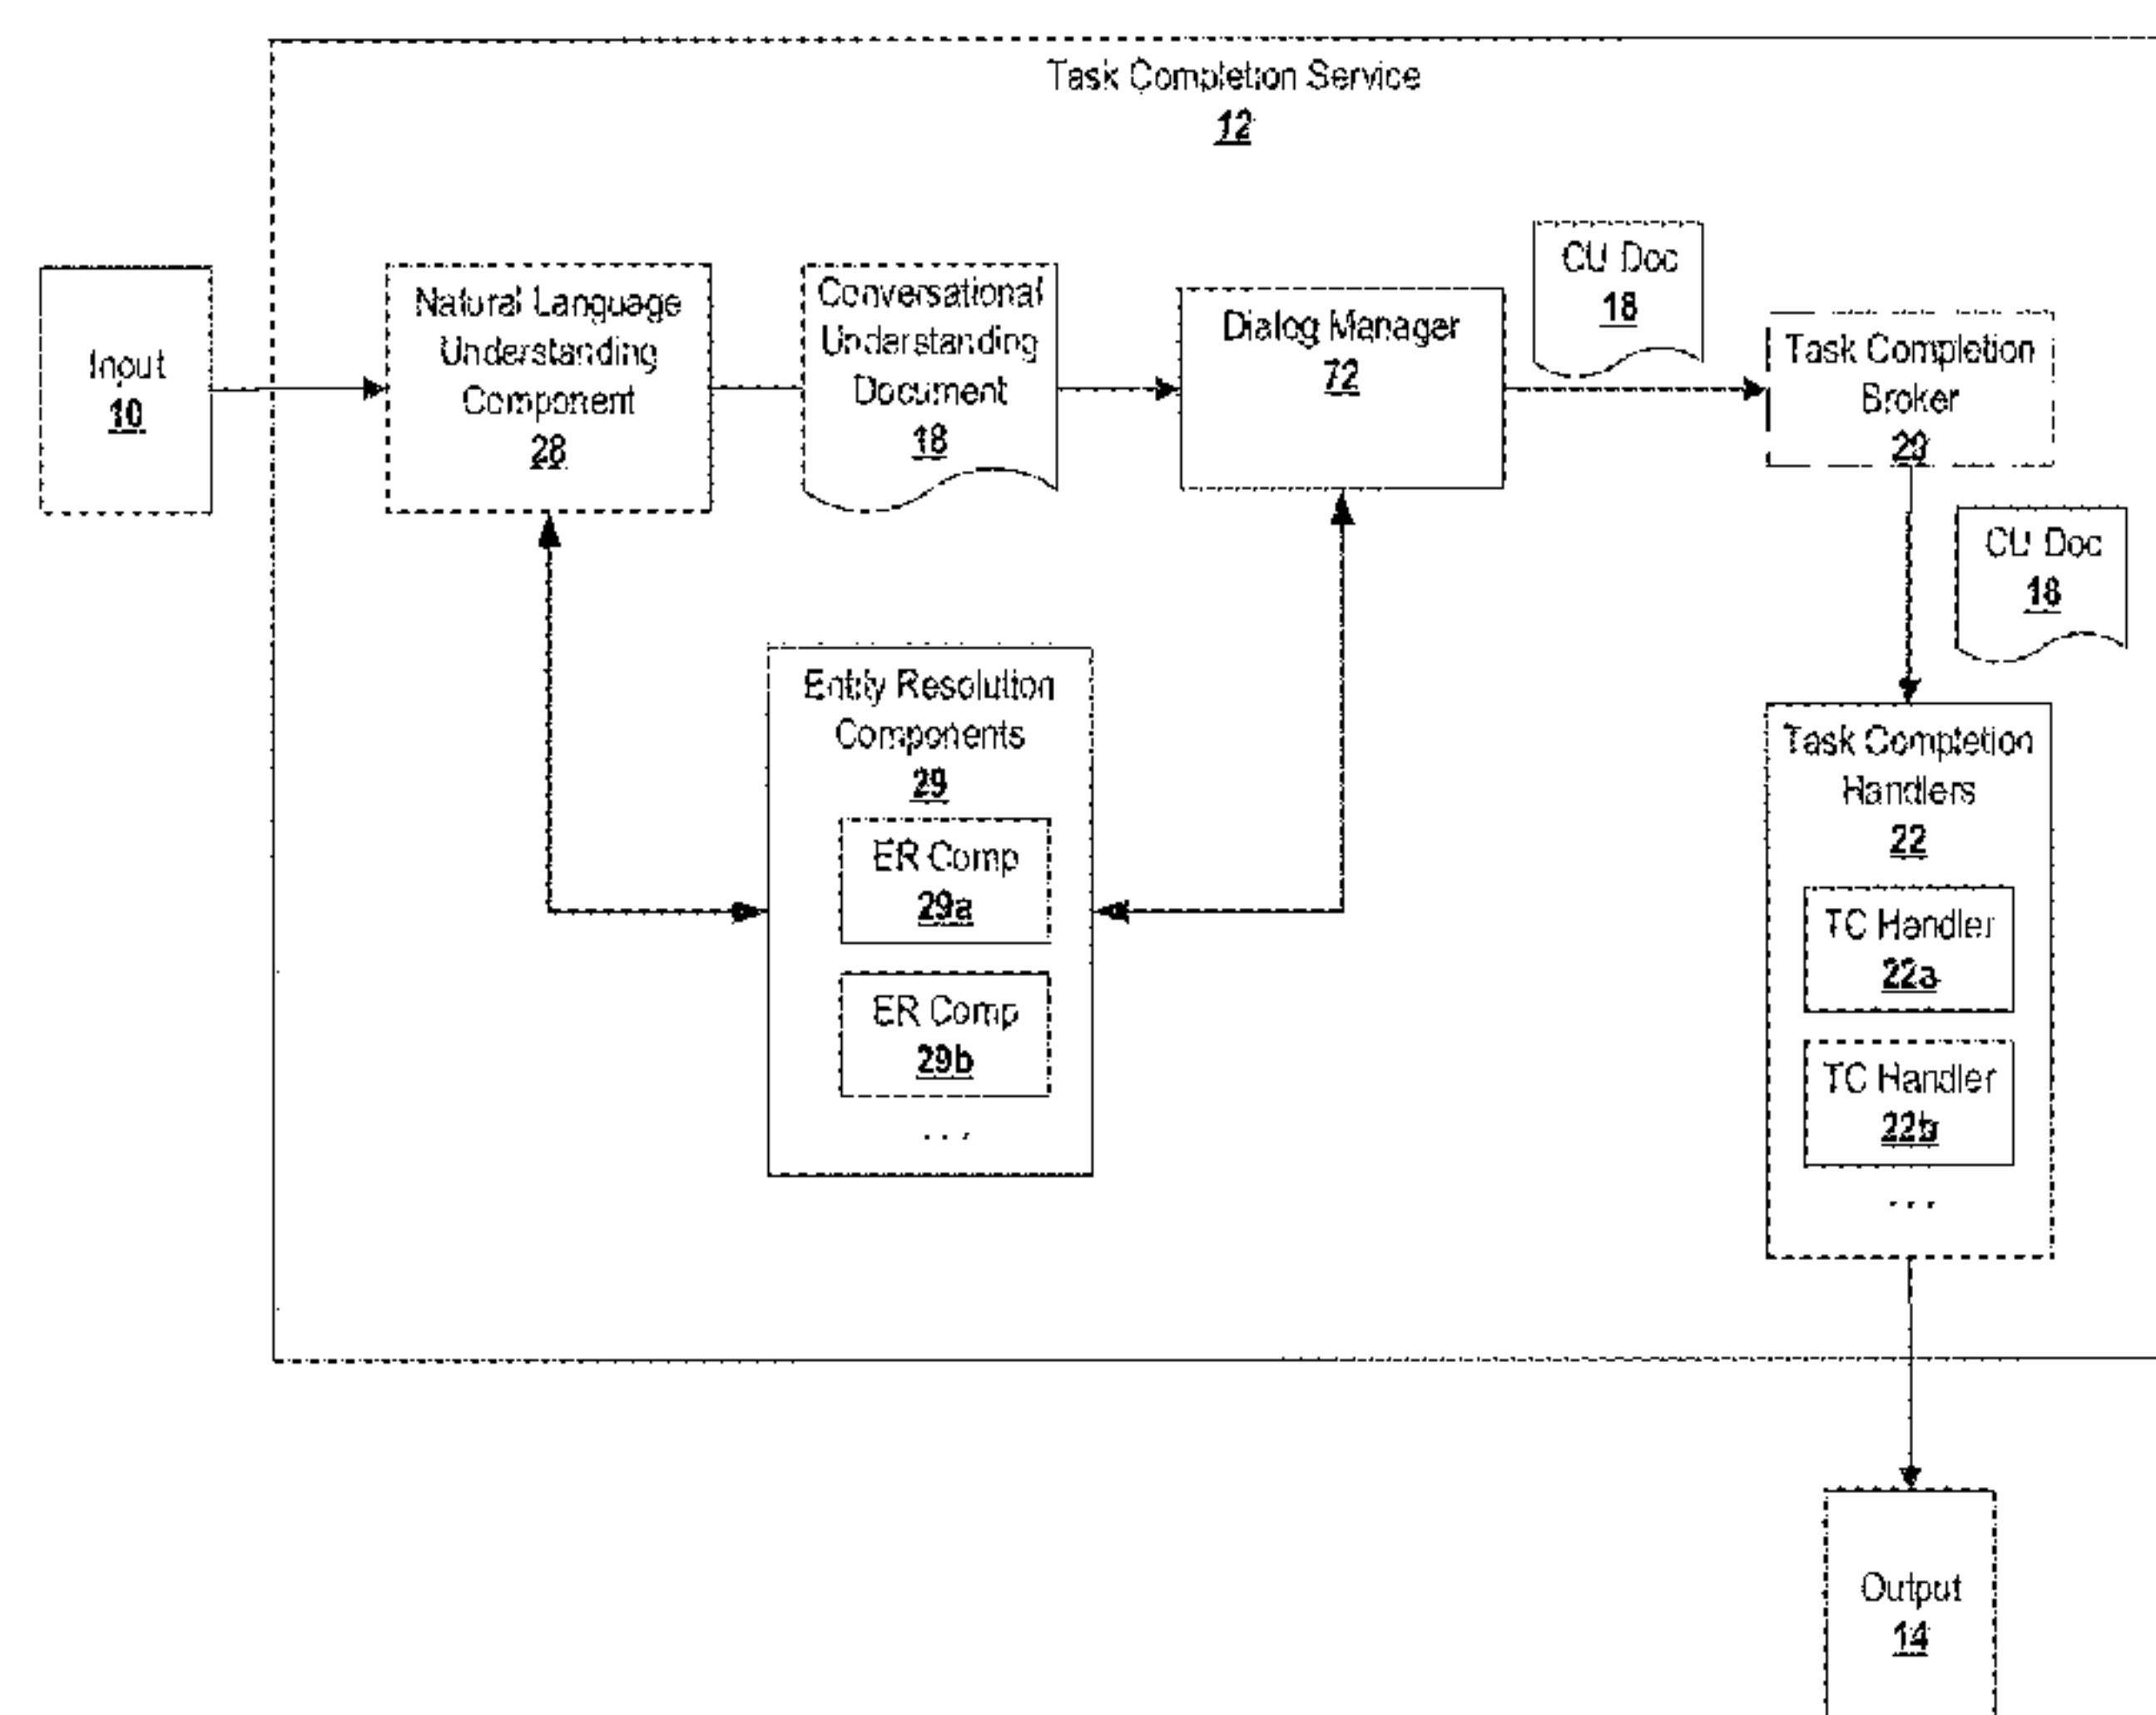 Task Completion Service
12
Input
10
Natural Language
Understanding
Component
28
Conversational
Understanding
Document
18
Dialog Manager
72
CU Doc
18
Task Completion
Broker
20
CU Doc
18
Entity Resolution
Components
29
ER Comp
29a
ER Comp
29b
...
Task Completion
Handlers
22
TC Handler
22a
TC Handler
22b
...
Output
14